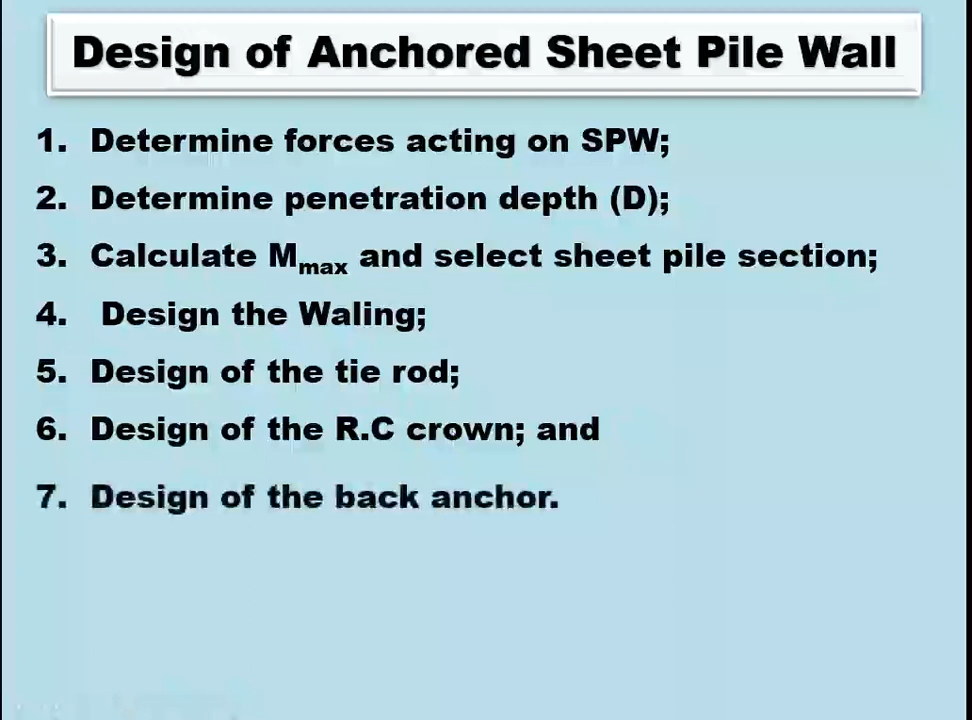 Design of Anchored Sheet Pile Wall
1. Determine forces acting on SPW;
2. Determine penetration depth (D);
3. Calculate Mmax and select sheet pile section;
4. Design the Waling;
5. Design of the tie rod;
6. Design of the R.C crown; and
7. Design of the back anchor.